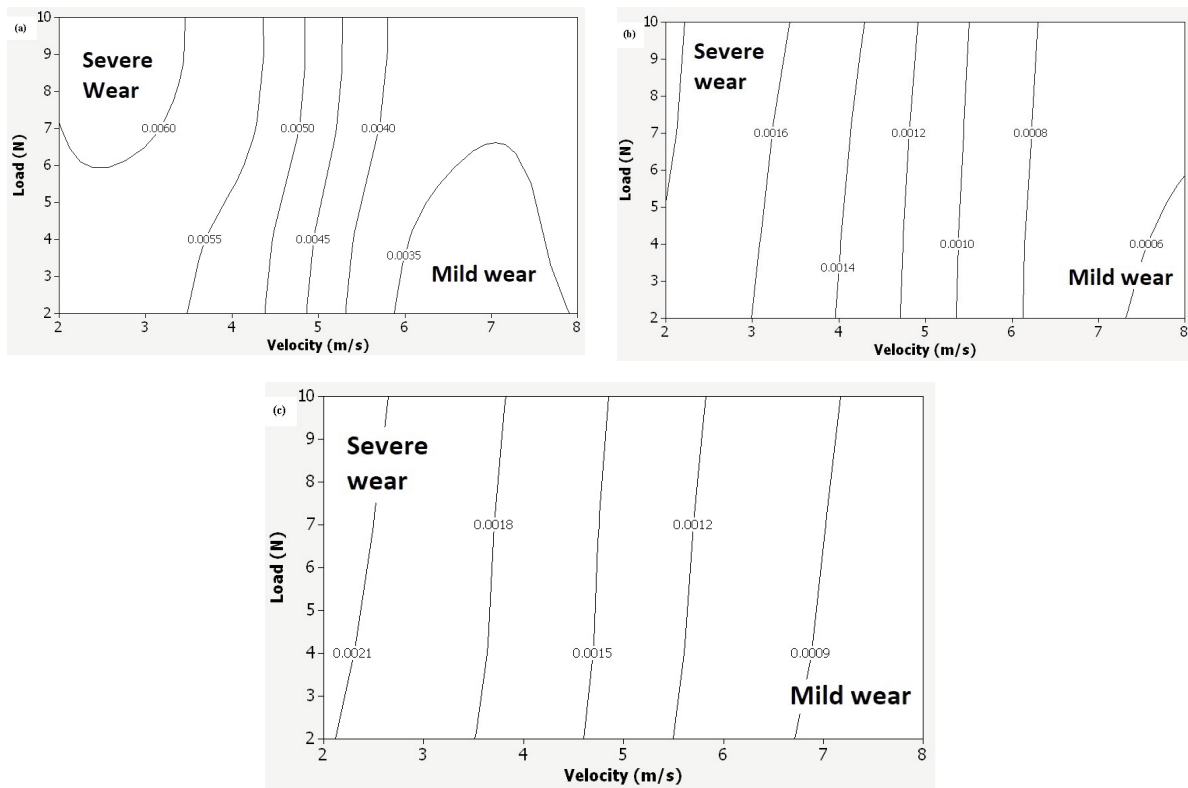 (a)
10
9
8
7
6
5
4
3
2
Load (N)
Severe
Wear
0.0060
0.0050
0.0040
0.0055
0.0045
0.0035
Mild wear
2 3 4 5 6 7 8
Velocity (m/s)
(b)
10
9
8
7
6
5
4
3
2
Load (N)
Severe
wear
0.0016
0.0012
0.0008
0.0014
0.0010
0.0006
Mild wear
2 3 4 5 6 7 8
Velocity (m/s)
(c)
10
9
8
7
6
5
4
3
2
Load (N)
Severe
wear
0.0018
0.0012
0.0021
0.0015
0.0009
Mild wear
2 3 4 5 6 7 8
Velocity (m/s)